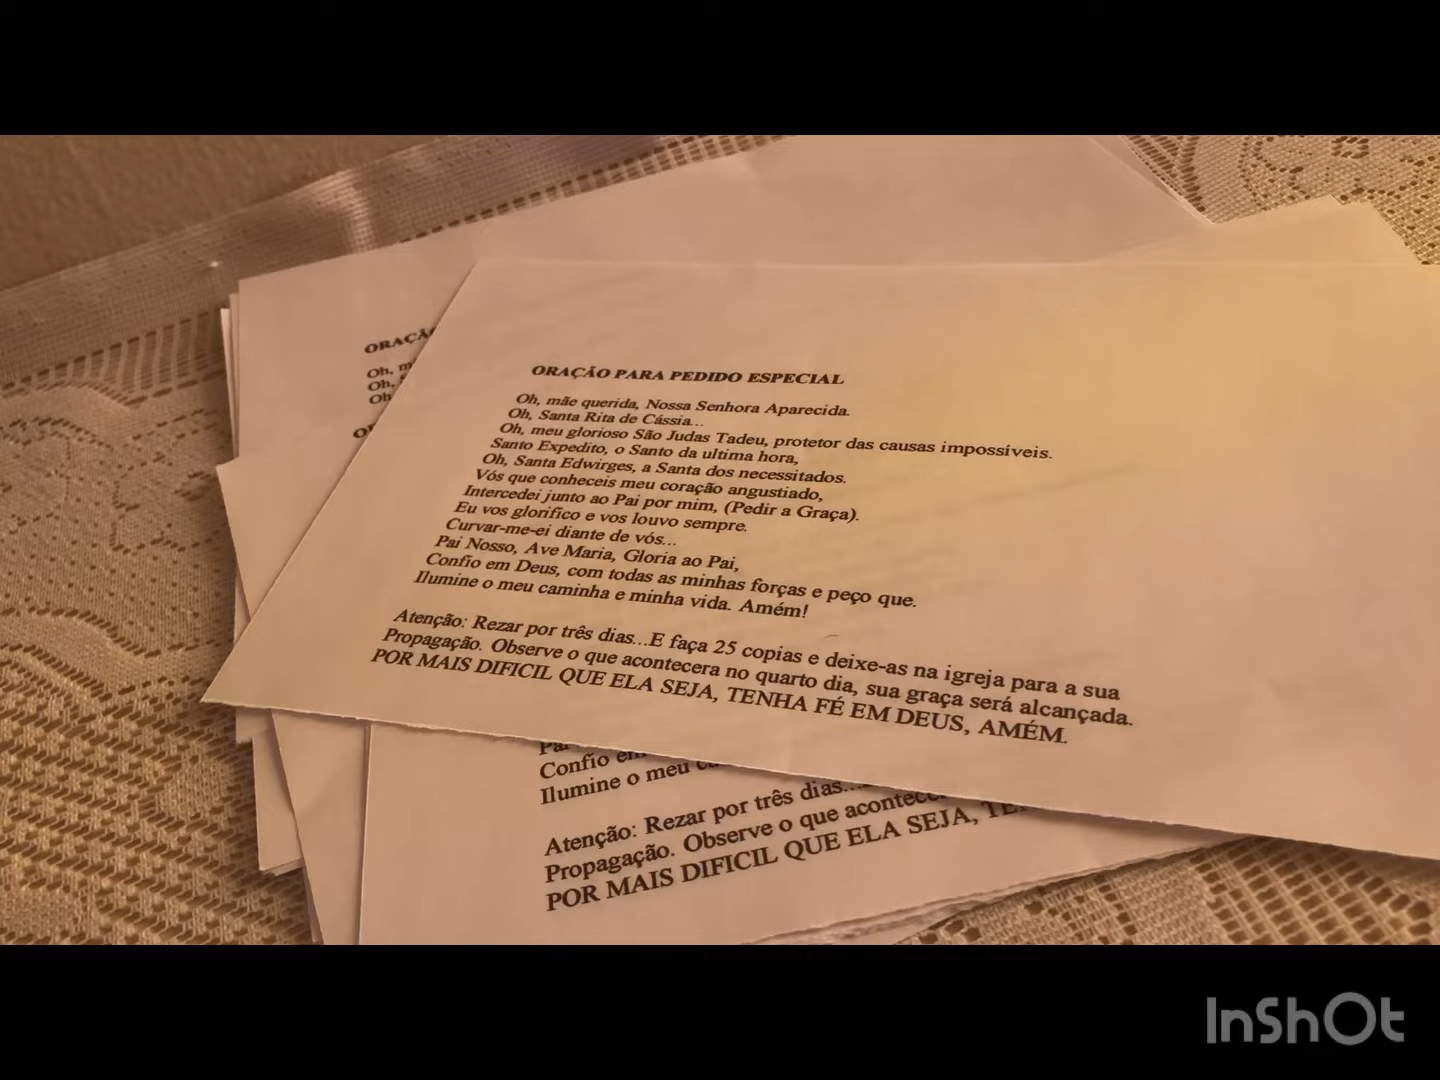 ORAÇÃO
Oh, m
Oh,
Oh
ORAÇÃO PARA PEDIDO ESPECIAL
Oh, mãe querida, Nossa Senhora Aparecida.
Oh, Santa Rita de Cássia...
Oh, meu glorioso São Judas Tadeu, protetor das causas impossíveis.
Santo Expedito, o Santo da ultima hora,
Oh, Santa Edwirges, a Santa dos necessitados.
Vós que conheceis meu coração angustiado,
Intercedei junto ao Pai por mim, (Pedir a Graça).
Eu vos glorifico e vos louvo sempre.
Curvar-me-ei diante de vós...
Pai Nosso, Ave Maria, Gloria ao Pai,
Confio em Deus, com todas as minhas forças e peço que.
Ilumine o meu caminha e minha vida. Amém!
Atenção: Rezar por três dias...E faça 25 copias e deixe-as na igreja para a sua
Propagação. Observe o que acontecera no quarto dia, sua graça será alcançada.
POR MAIS DIFICIL QUE ELA SEJA, TENHA FÉ EM DEUS, AMÉM.
Confio em
Ilumine o meu
Atenção: Rezar por três dias...
Propagação. Observe o que acontece
POR MAIS DIFICIL QUE ELA SEJA, TE
InShOt